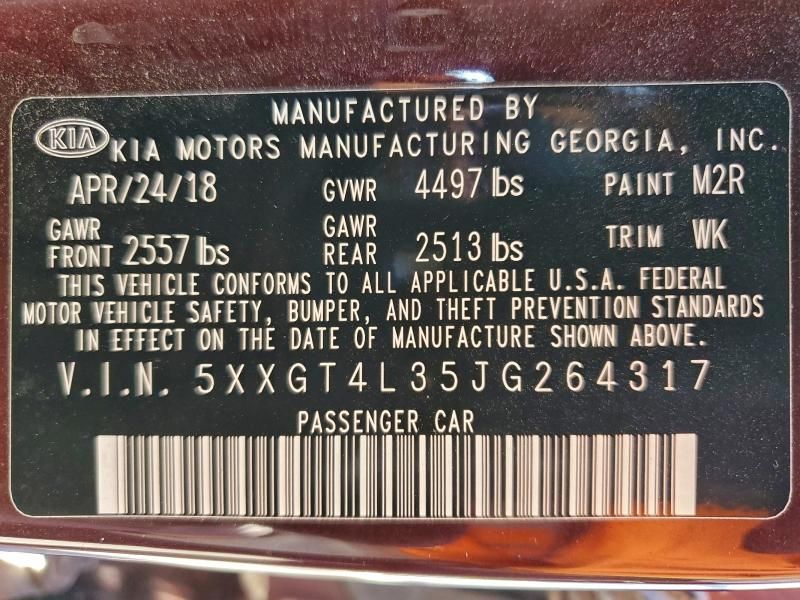 MANUFACTURED BY
KIA KIA MOTORS MANUFACTURING GEORGIA, INC.
APR/24/18 GVWR 4497 lbs PAINT M2R
GAWR FRONT 2557 lbs GAWR REAR 2513 lbs TRIM WK
THIS VEHICLE CONFORMS TO ALL APPLICABLE U.S.A. FEDERAL
MOTOR VEHICLE SAFETY, BUMPER, AND THEFT PREVENTION STANDARDS
IN EFFECT ON THE DATE OF MANUFACTURE SHOWN ABOVE.
V.I.N. 5XXGT4L35JG264317
PASSENGER CAR